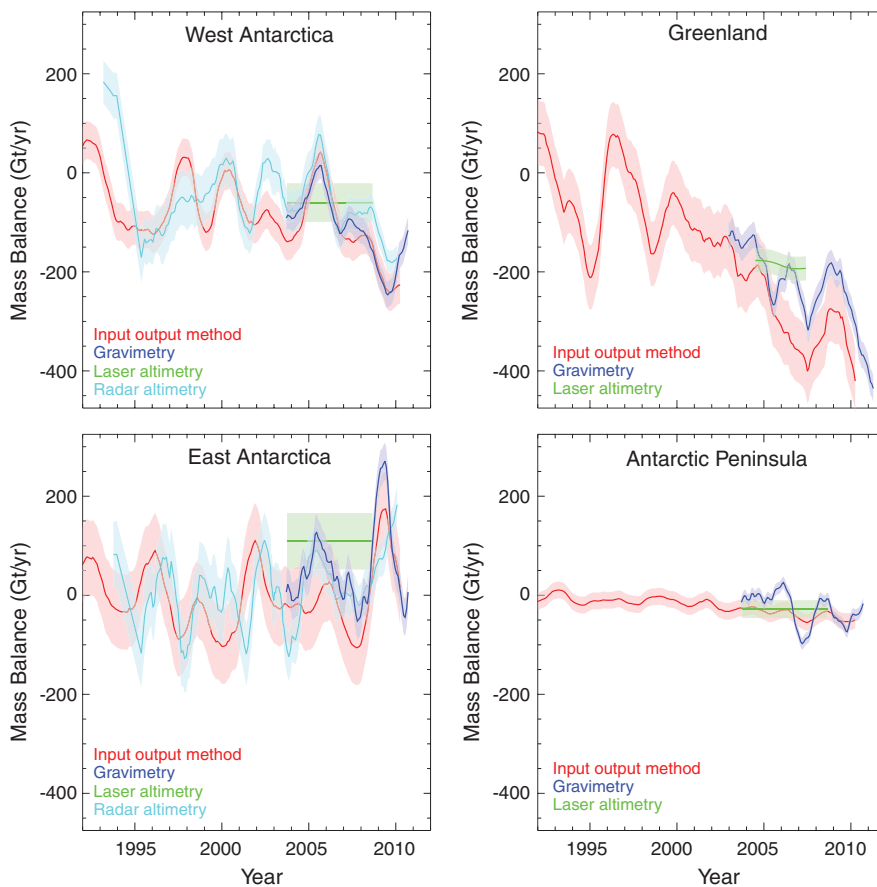 West Antarctica
Mass Balance (Gt/yr)
200
0
-200
-400
Input output method
Gravimetry
Laser altimetry
Radar altimetry
Greenland
Mass Balance (Gt/yr)
200
0
-200
-400
Input output method
Gravimetry
Laser altimetry
East Antarctica
Mass Balance (Gt/yr)
200
0
-200
-400
Input output method
Gravimetry
Laser altimetry
Radar altimetry
1995 2000 2005 2010
Year
Antarctic Peninsula
Mass Balance (Gt/yr)
200
0
-200
-400
Input output method
Gravimetry
Laser altimetry
1995 2000 2005 2010
Year